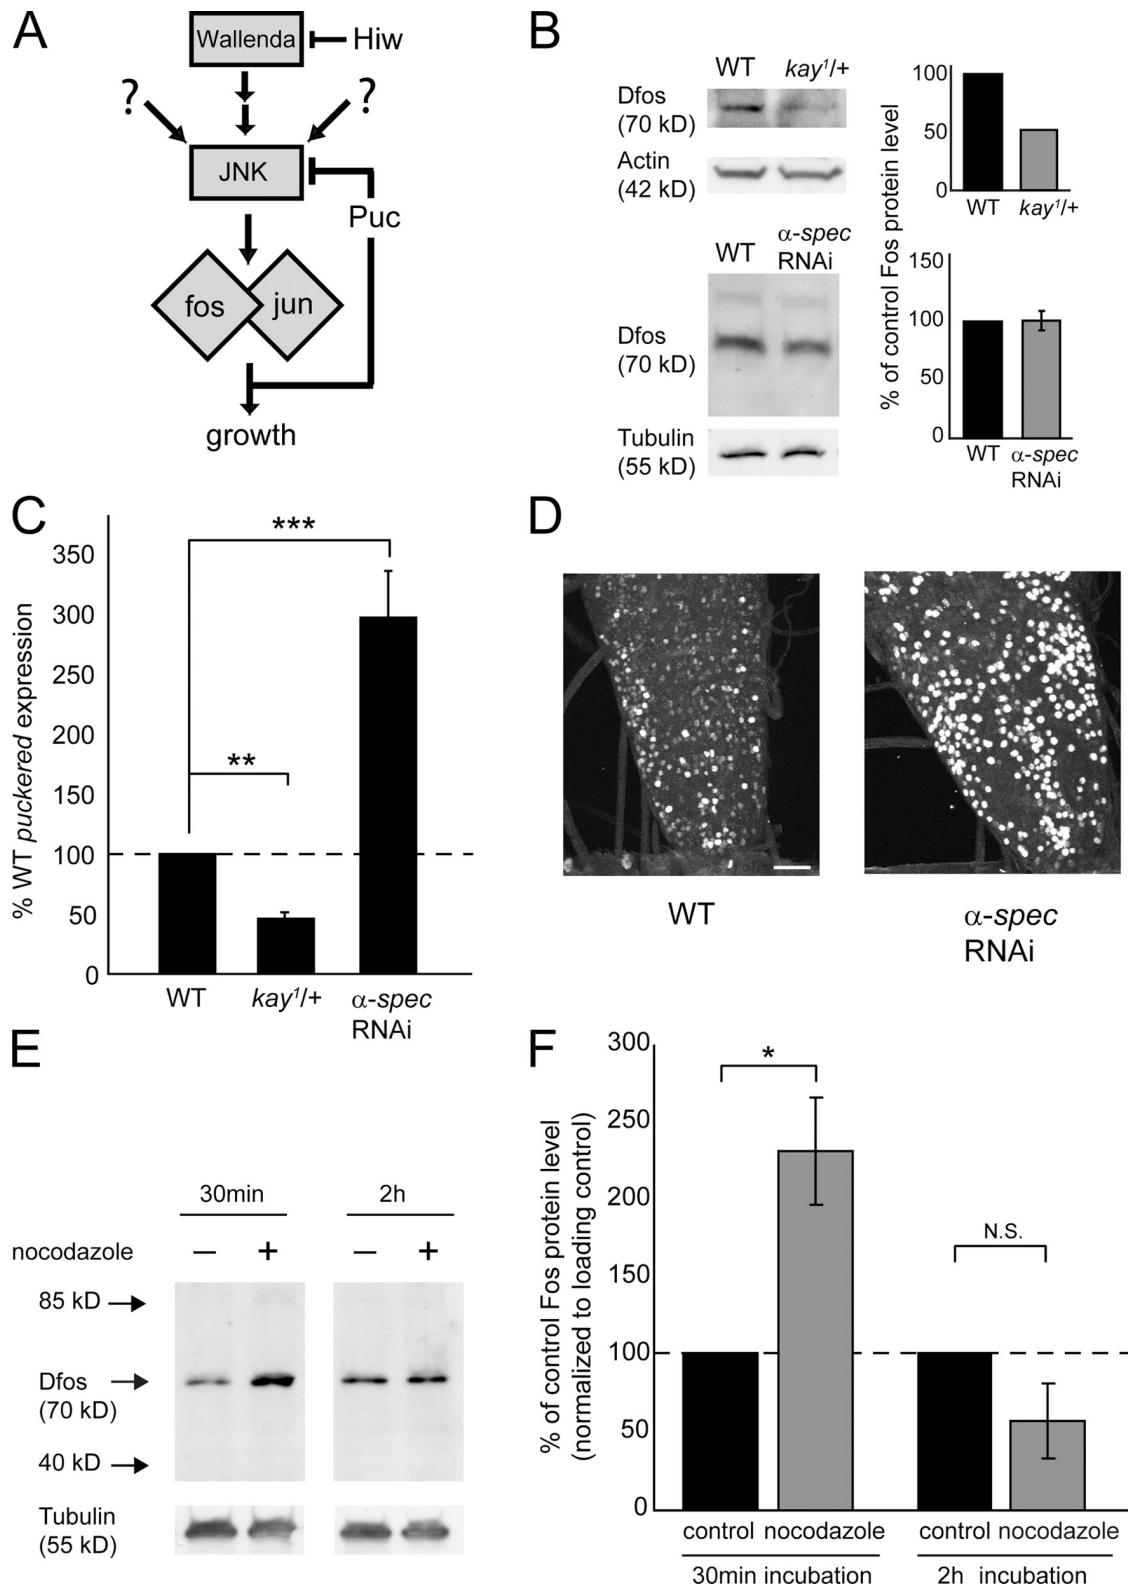 A
Wallenda
Hiw
?
?
JNK
Puc
fos
jun
growth
B
WT
kay¹/+
Dfos
(70 kD)
Actin
(42 kD)
WT
α-spec
RNAi
Dfos
(70 kD)
Tubulin
(55 kD)
% of control Fos protein level
100
50
0
WT
kay¹/+
150
100
50
0
WT
α-spec
RNAi
C
% WT puckered expression
350
300
250
200
150
100
50
0
***
**
WT
kay¹/+
α-spec
RNAi
D
WT
α-spec
RNAi
E
30min
2h
nocodazole
– +
– +
85 kD
Dfos
(70 kD)
40 kD
Tubulin
(55 kD)
F
% of control Fos protein level
(normalized to loading control)
300
250
200
150
100
50
0
*
N.S.
control nocodazole
control nocodazole
30min incubation
2h incubation